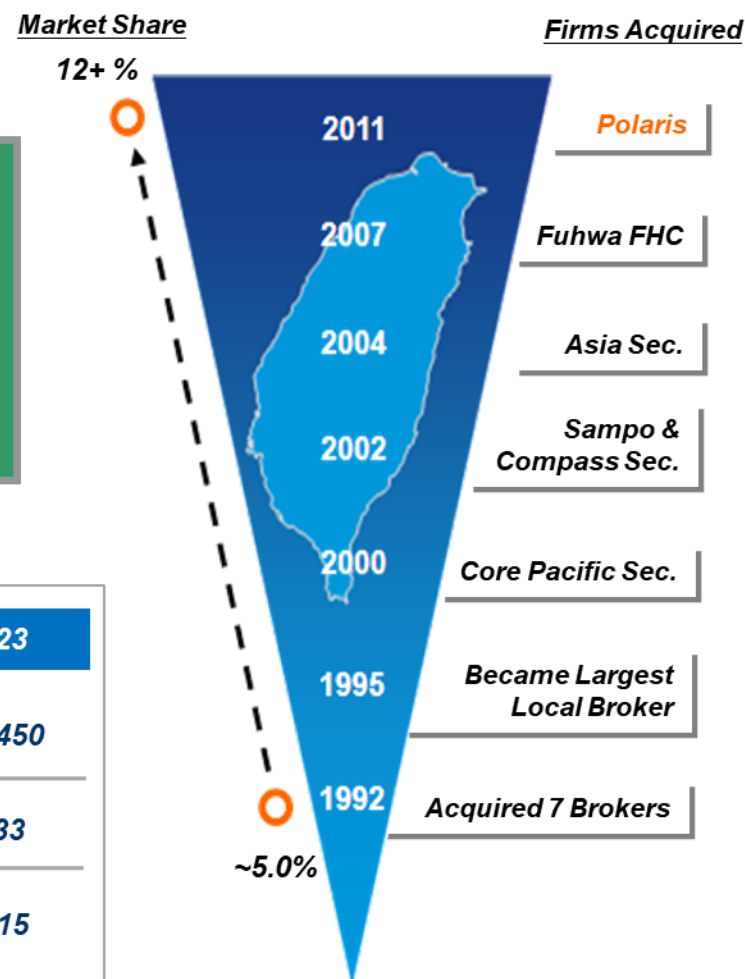 Market Share
Firms Acquired
12+ %
2011
Polaris
2007
Fuhwa FHC
2004
Asia Sec.
2002
Sampo &
Compass Sec.
2000
Core Pacific Sec.
1995
Became Largest
Local Broker
1992
Acquired 7 Brokers
~5.0%
23
450
33
15